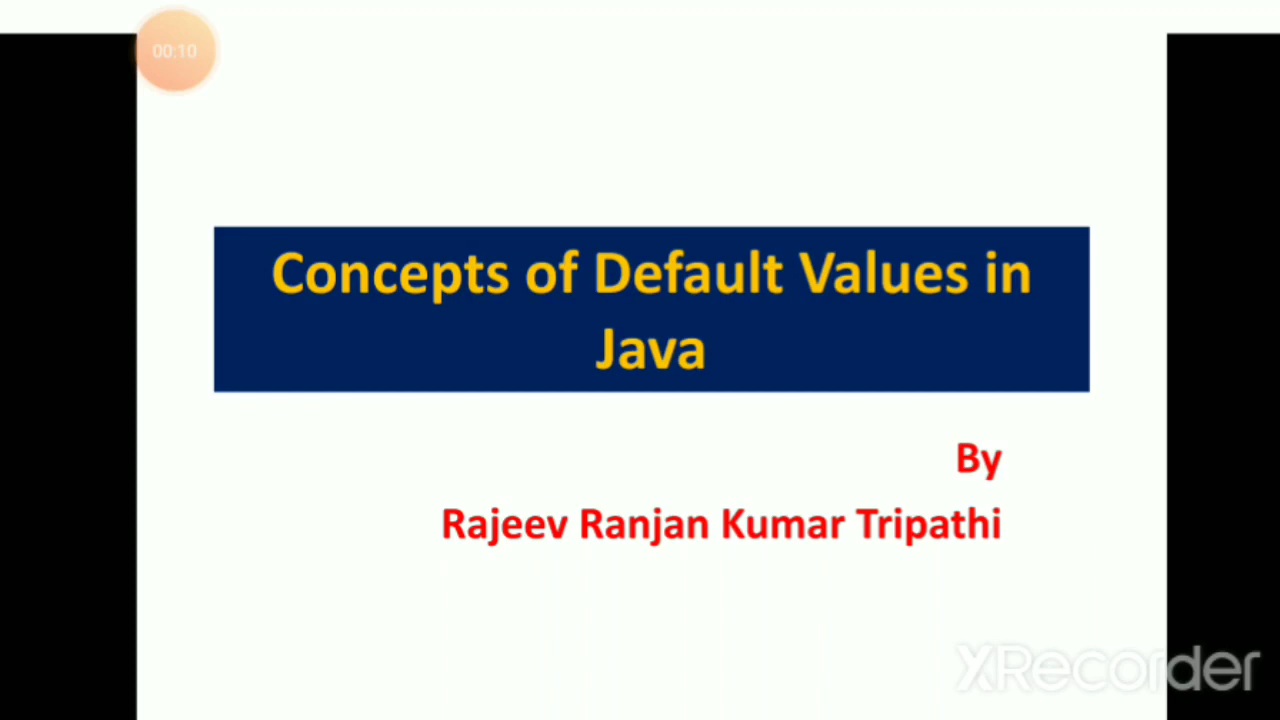 00:10
Concepts of Default Values in
Java
By
Rajeev Ranjan Kumar Tripathi
XRecorder